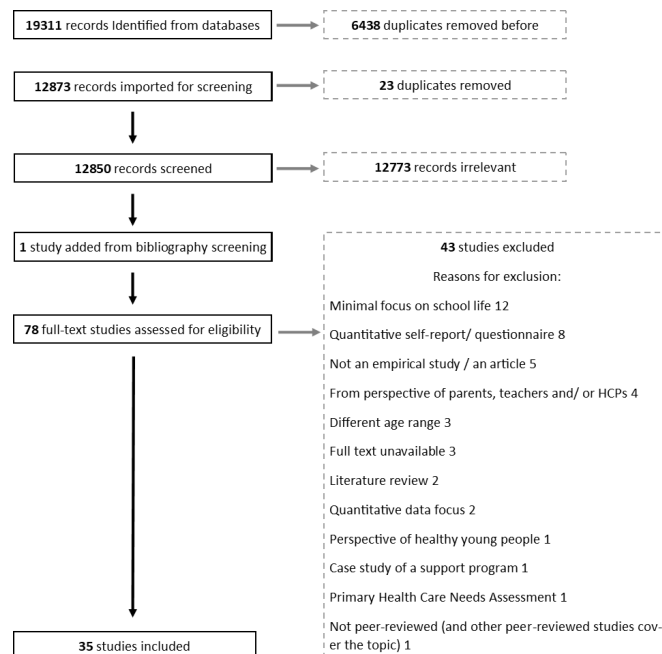 19311 records Identified from databases
6438 duplicates removed before
12873 records imported for screening
23 duplicates removed
12850 records screened
12773 records irrelevant
1 study added from bibliography screening
43 studies excluded
Reasons for exclusion:
Minimal focus on school life 12
78 full-text studies assessed for eligibility
Quantitative self-report/ questionnaire 8
Not an empirical study / an article 5
From perspective of parents, teachers and/ or HCPs 4
Different age range 3
Full text unavailable 3
Literature review 2
Quantitative data focus 2
Perspective of healthy young people 1
Case study of a support program 1
Primary Health Care Needs Assessment 1
Not peer-reviewed (and other peer-reviewed studies cov-
er the topic) 1
35 studies included